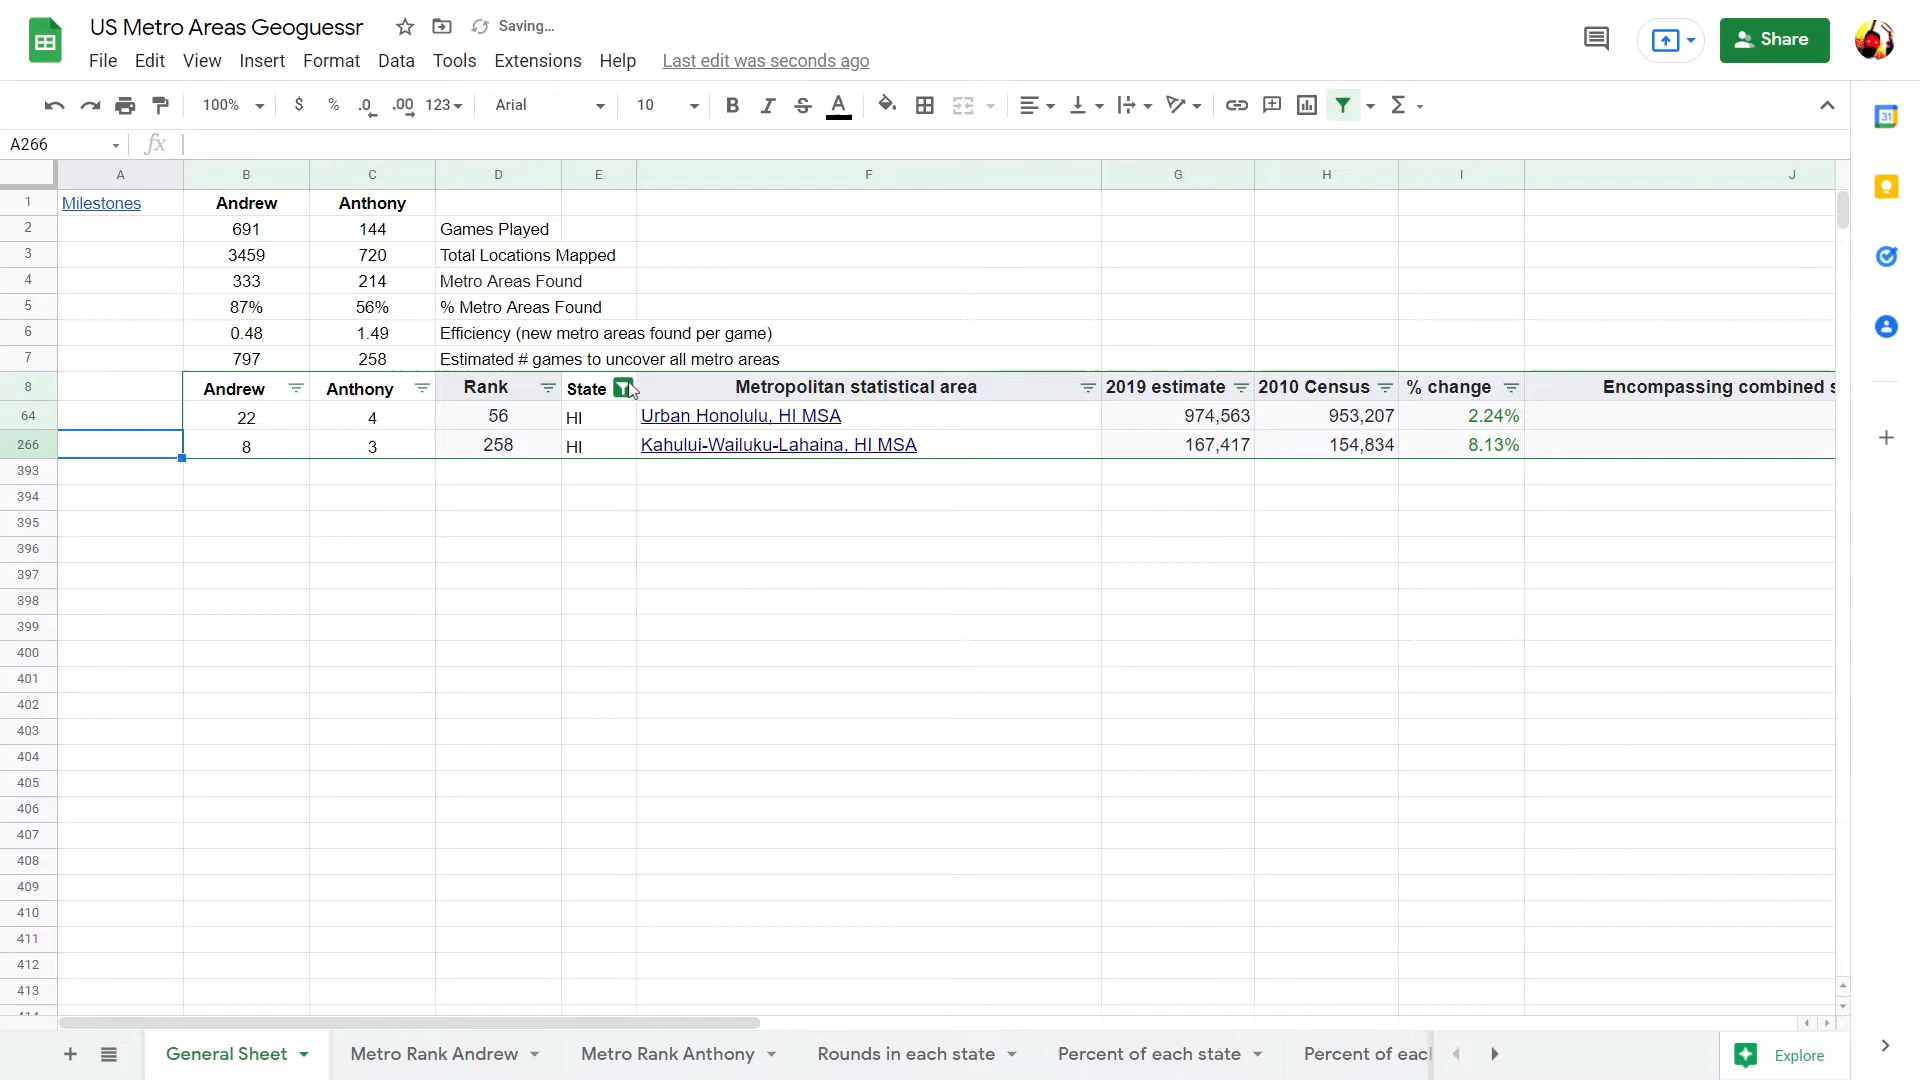 US Metro Areas Geoguessr Saving... Share
File Edit View Insert Format Data Tools Extensions Help Last edit was seconds ago
100% $ % .0 .00 123 Arial 10 B I S A Σ
31
A266 fx
A B C D E F G H I J
1 Milestones Andrew Anthony
2 691 144 Games Played
3 3459 720 Total Locations Mapped
4 333 214 Metro Areas Found
5 87% 56% % Metro Areas Found
6 0.48 1.49 Efficiency (new metro areas found per game)
7 797 258 Estimated # games to uncover all metro areas
8 Andrew Anthony Rank State Metropolitan statistical area 2019 estimate 2010 Census % change Encompassing combined s
64 22 4 56 HI Urban Honolulu, HI MSA 974,563 953,207 2.24%
266 8 3 258 HI Kahului-Wailuku-Lahaina, HI MSA 167,417 154,834 8.13%
393
394
395
396
397
398
399
400
401
402
403
404
405
406
407
408
409
410
411
412
413
General Sheet Metro Rank Andrew Metro Rank Anthony Rounds in each state Percent of each state Percent of eac Explore